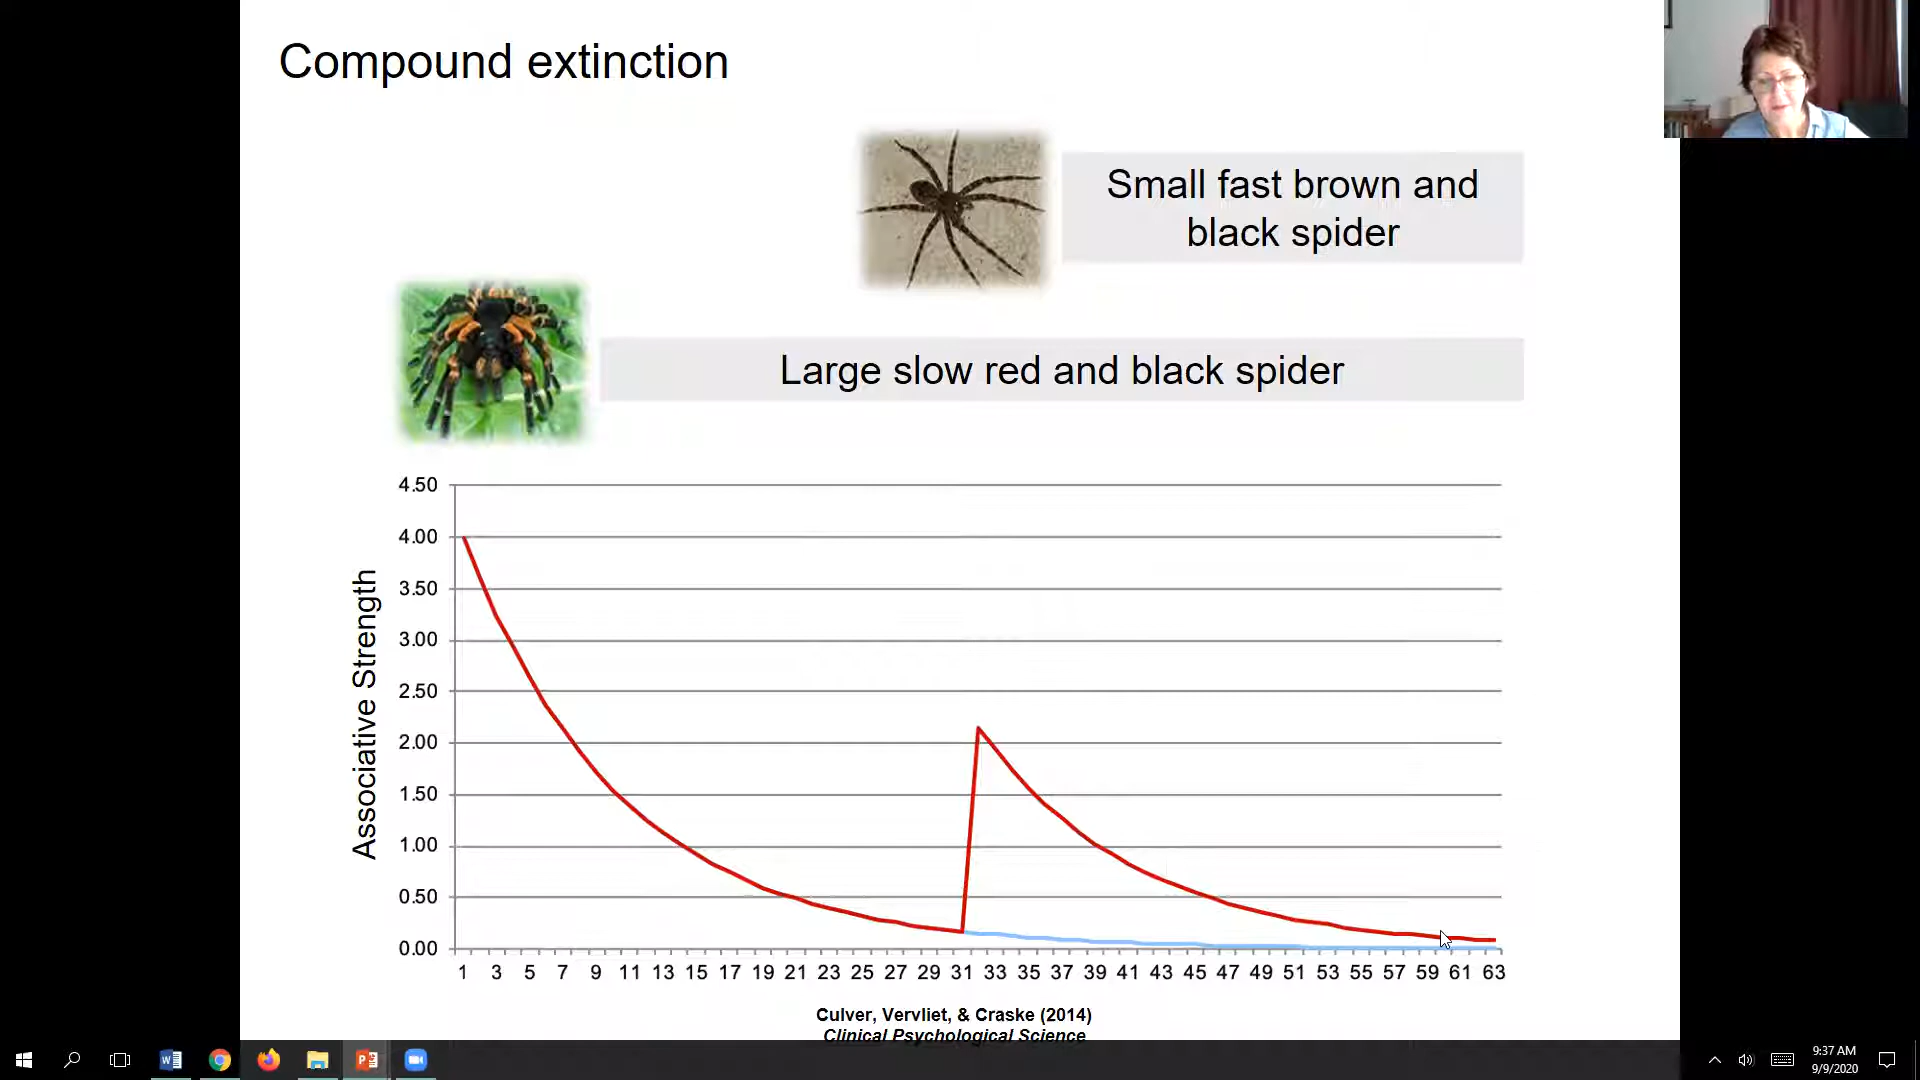 Compound extinction
Small fast brown and
black spider
Large slow red and black spider
4.50
4.00
3.50
3.00
2.50
2.00
1.50
1.00
0.50
0.00
Associative Strength
1 3 5 7 9 11 13 15 17 19 21 23 25 27 29 31 33 35 37 39 41 43 45 47 49 51 53 55 57 59 61 63
Culver, Vervliet, & Craske (2014)
Clinical Psychological Science
9:37 AM
9/9/2020